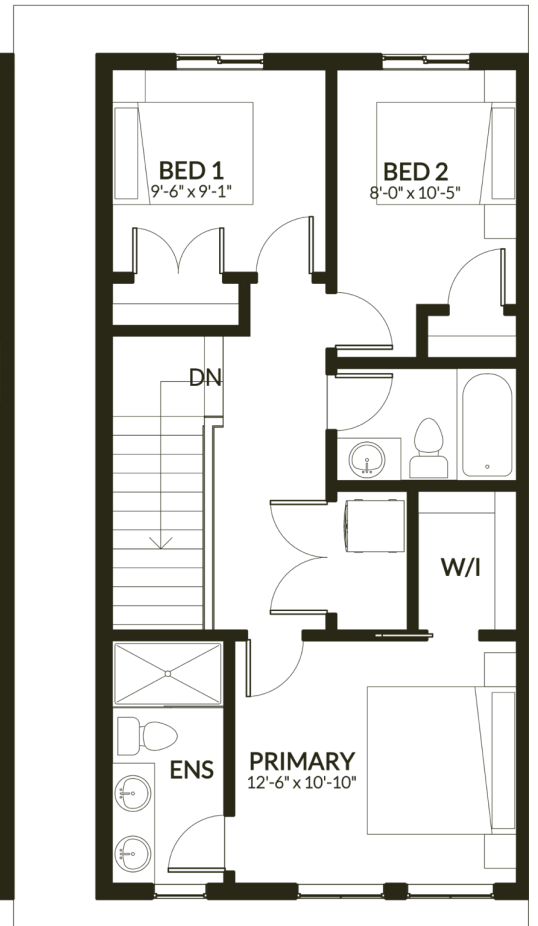 BED 1
9'-6" x 9'-1"
BED 2
8'-0" x 10'-5"
DN
W/I
ENS
PRIMARY
12'-6" x 10'-10"